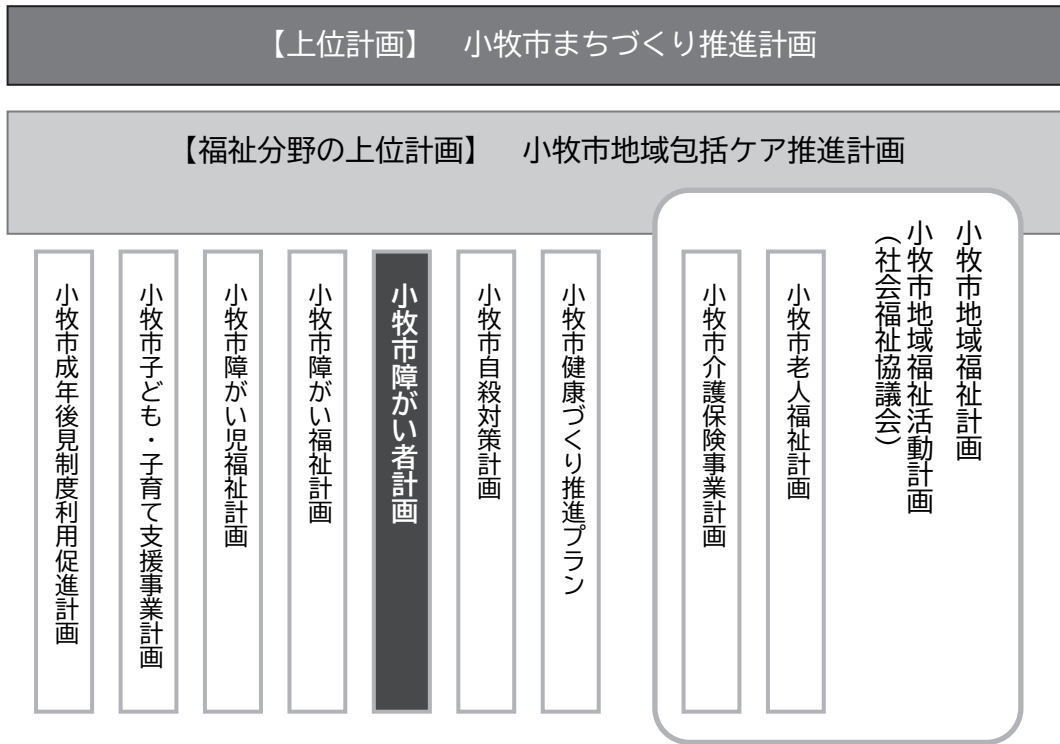 【上位計画】　小牧市まちづくり推進計画
【福祉分野の上位計画】　小牧市地域包括ケア推進計画
小牧市地域福祉計画
小牧市地域福祉活動計画
（社会福祉協議会）
小牧市老人福祉計画
小牧市介護保険事業計画
小牧市健康づくり推進プラン
小牧市自殺対策計画
小牧市障がい者計画
小牧市障がい福祉計画
小牧市障がい児福祉計画
小牧市子ども・子育て支援事業計画
小牧市成年後見制度利用促進計画